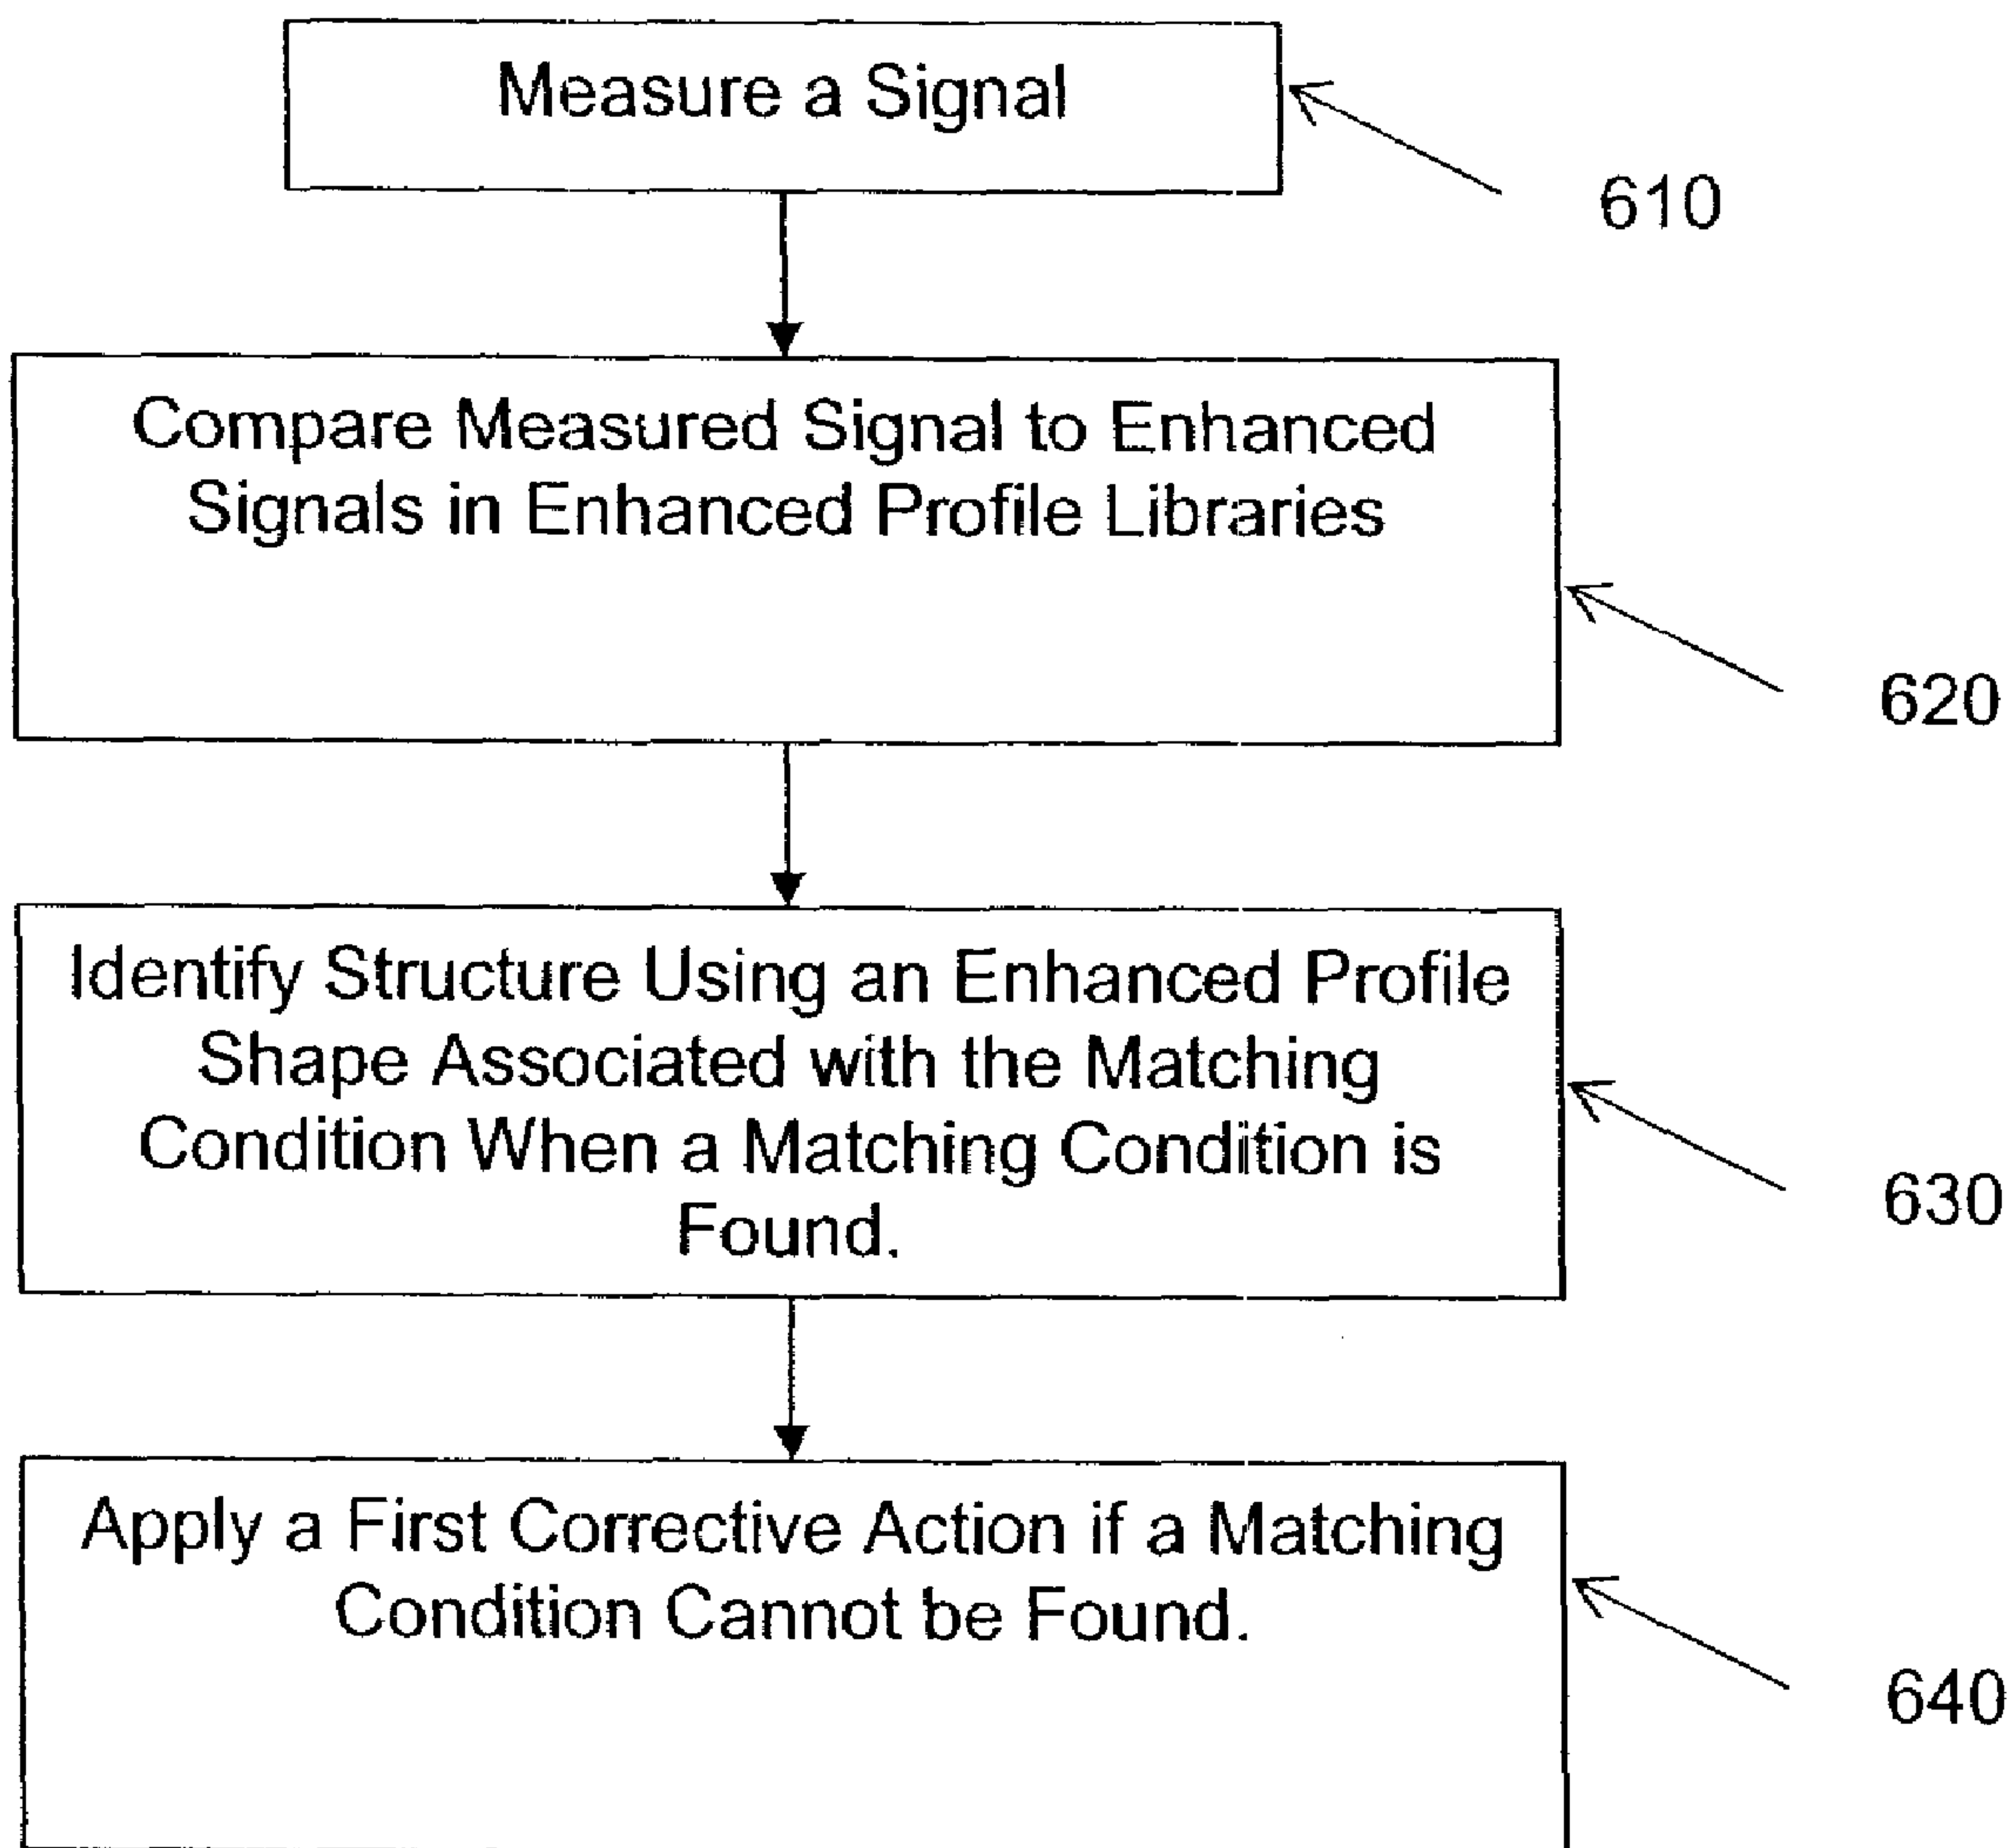 Measure a Signal
610
Compare Measured Signal to Enhanced
Signals in Enhanced Profile Libraries
620
Identify Structure Using an Enhanced Profile
Shape Associated with the Matching
Condition When a Matching Condition is
Found.
630
Apply a First Corrective Action if a Matching
Condition Cannot be Found.
640